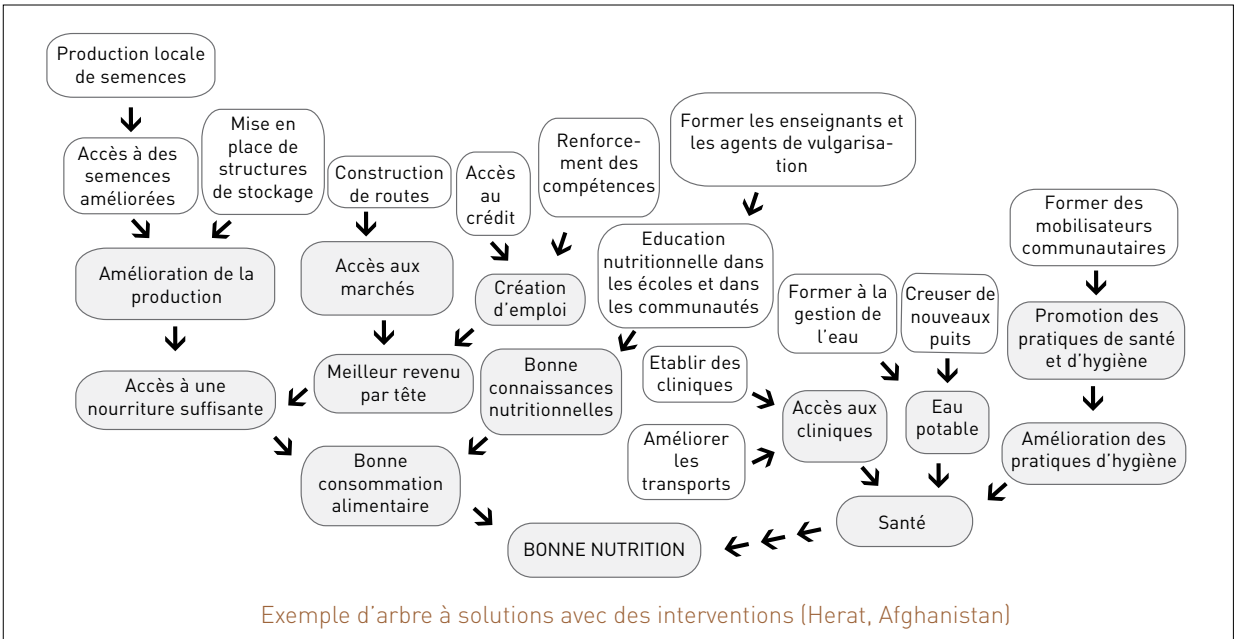 Production locale
de semences
Accès à des
semences
améliorées
Mise en
place de
structures
de stockage
Construction
de routes
Accès
au
crédit
Renforce-
ment des
compétences
Former les enseignants et
les agents de vulgarisa-
tion
Former des
mobilisateurs
communautaires
Amélioration de la
production
Accès aux
marchés
Création
d'emploi
Education
nutritionnelle dans
les écoles et dans
les communautés
Former à la
gestion de
l'eau
Creuser de
nouveaux
puits
Promotion des
pratiques de santé
et d'hygiène
Accès à une
nourriture suffisante
Meilleur revenu
par tête
Bonne
connaissances
nutritionnelles
Etablir des
cliniques
Améliorer
les
transports
Accès aux
cliniques
Eau
potable
Amélioration des
pratiques d'hygiène
Bonne
consommation
alimentaire
Santé
BONNE NUTRITION
Exemple d'arbre à solutions avec des interventions (Herat, Afghanistan)